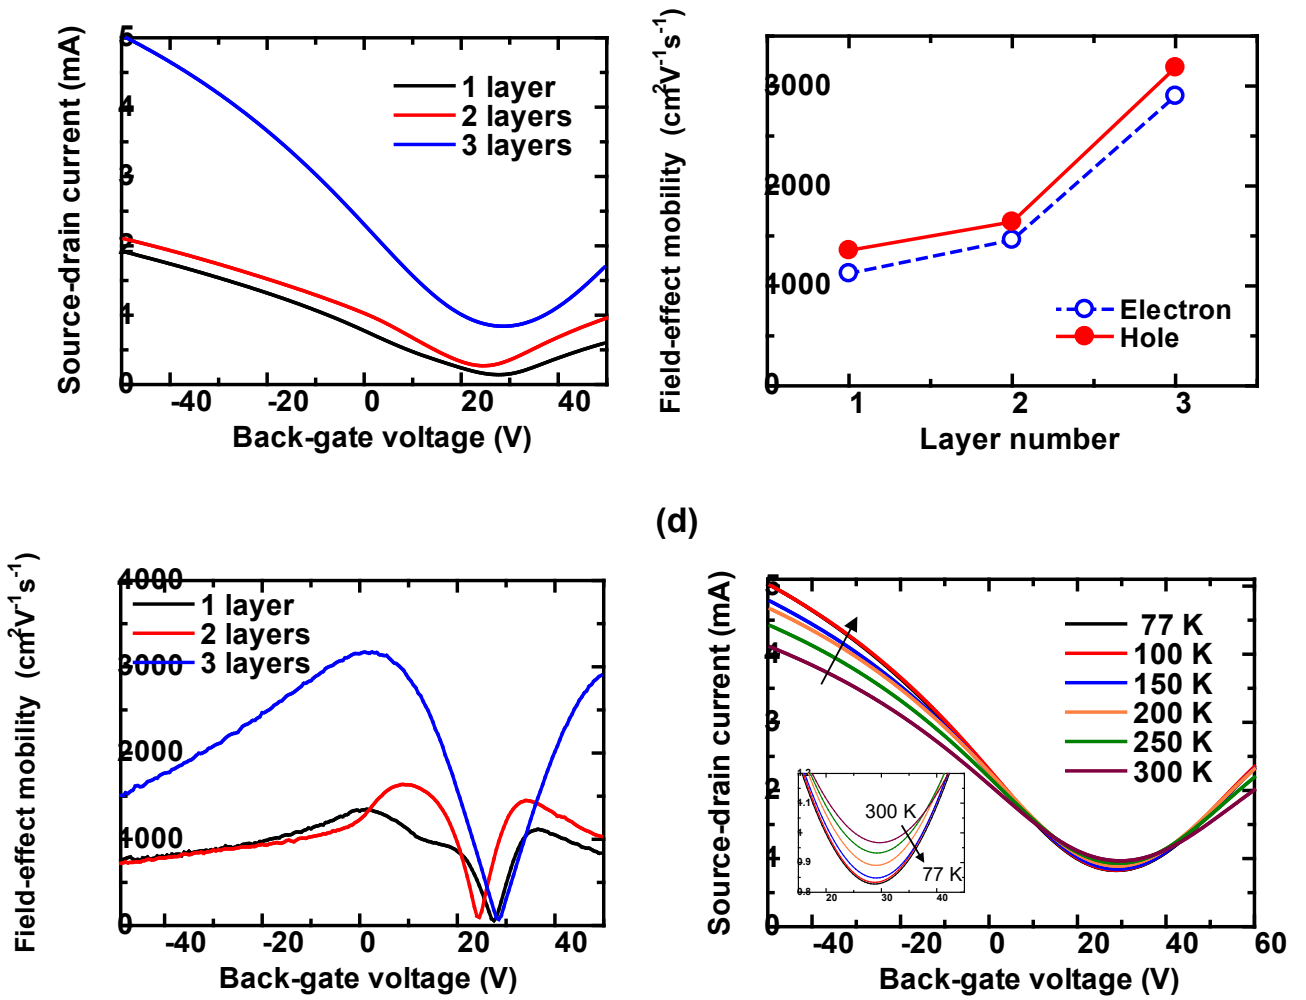 Source-drain current (mA)
5
4
3
2
1
0
1 layer
2 layers
3 layers
-40 -20 0 20 40
Back-gate voltage (V)
Field-effect mobility (cm²V⁻¹s⁻¹)
3000
2000
1000
0
Electron
Hole
1 2 3
Layer number
(d)
Field-effect mobility (cm²V⁻¹s⁻¹)
4000
3000
2000
1000
0
1 layer
2 layers
3 layers
-40 -20 0 20 40
Back-gate voltage (V)
Source-drain current (mA)
5
4
3
2
1
0
77 K
100 K
150 K
200 K
250 K
300 K
300 K
77 K
20 30 40
-40 -20 0 20 40 60
Back-gate voltage (V)